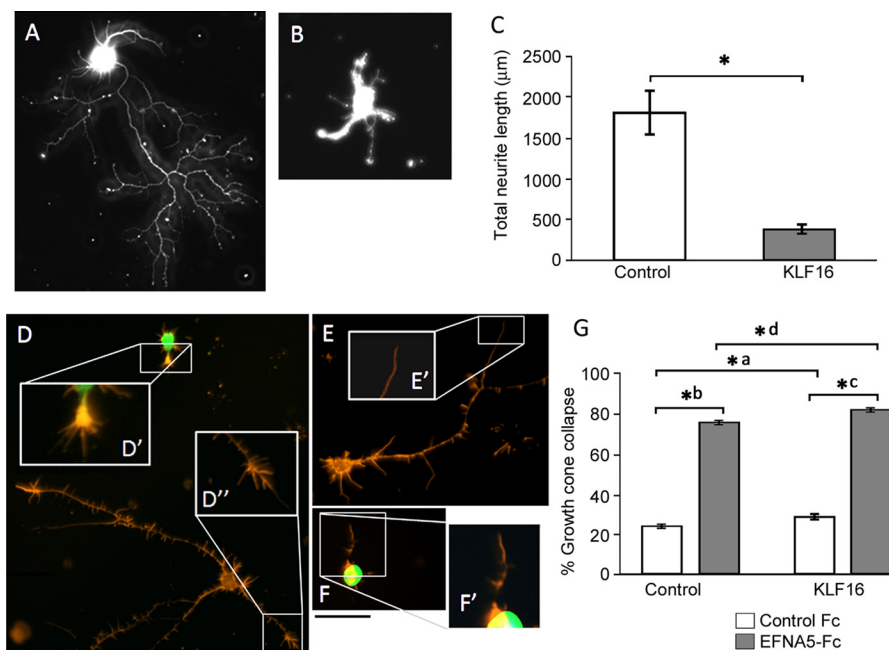 A
B
C
Total neurite length (µm)
2500
2000
1500
1000
500
0
*
Control
KLF16
D
D'
D''
E
E'
F
F'
G
% Growth cone collapse
100
80
60
40
20
0
*d
*a
*b
*c
Control
KLF16
Control Fc
EFNA5-Fc